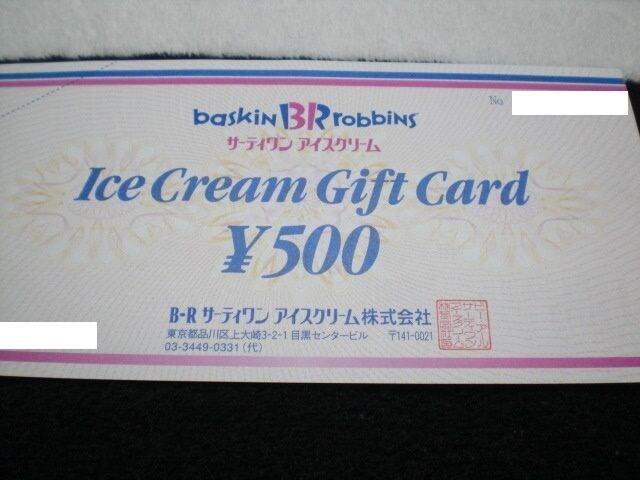 No.
baskin BR robbins
サーティワン アイスクリーム
Ice Cream Gift Card
¥500
B-R サーティワン アイスクリーム株式会社
東京都品川区上大崎3-2-1 目黒センタービル 〒141-0021
03-3449-0331(代)